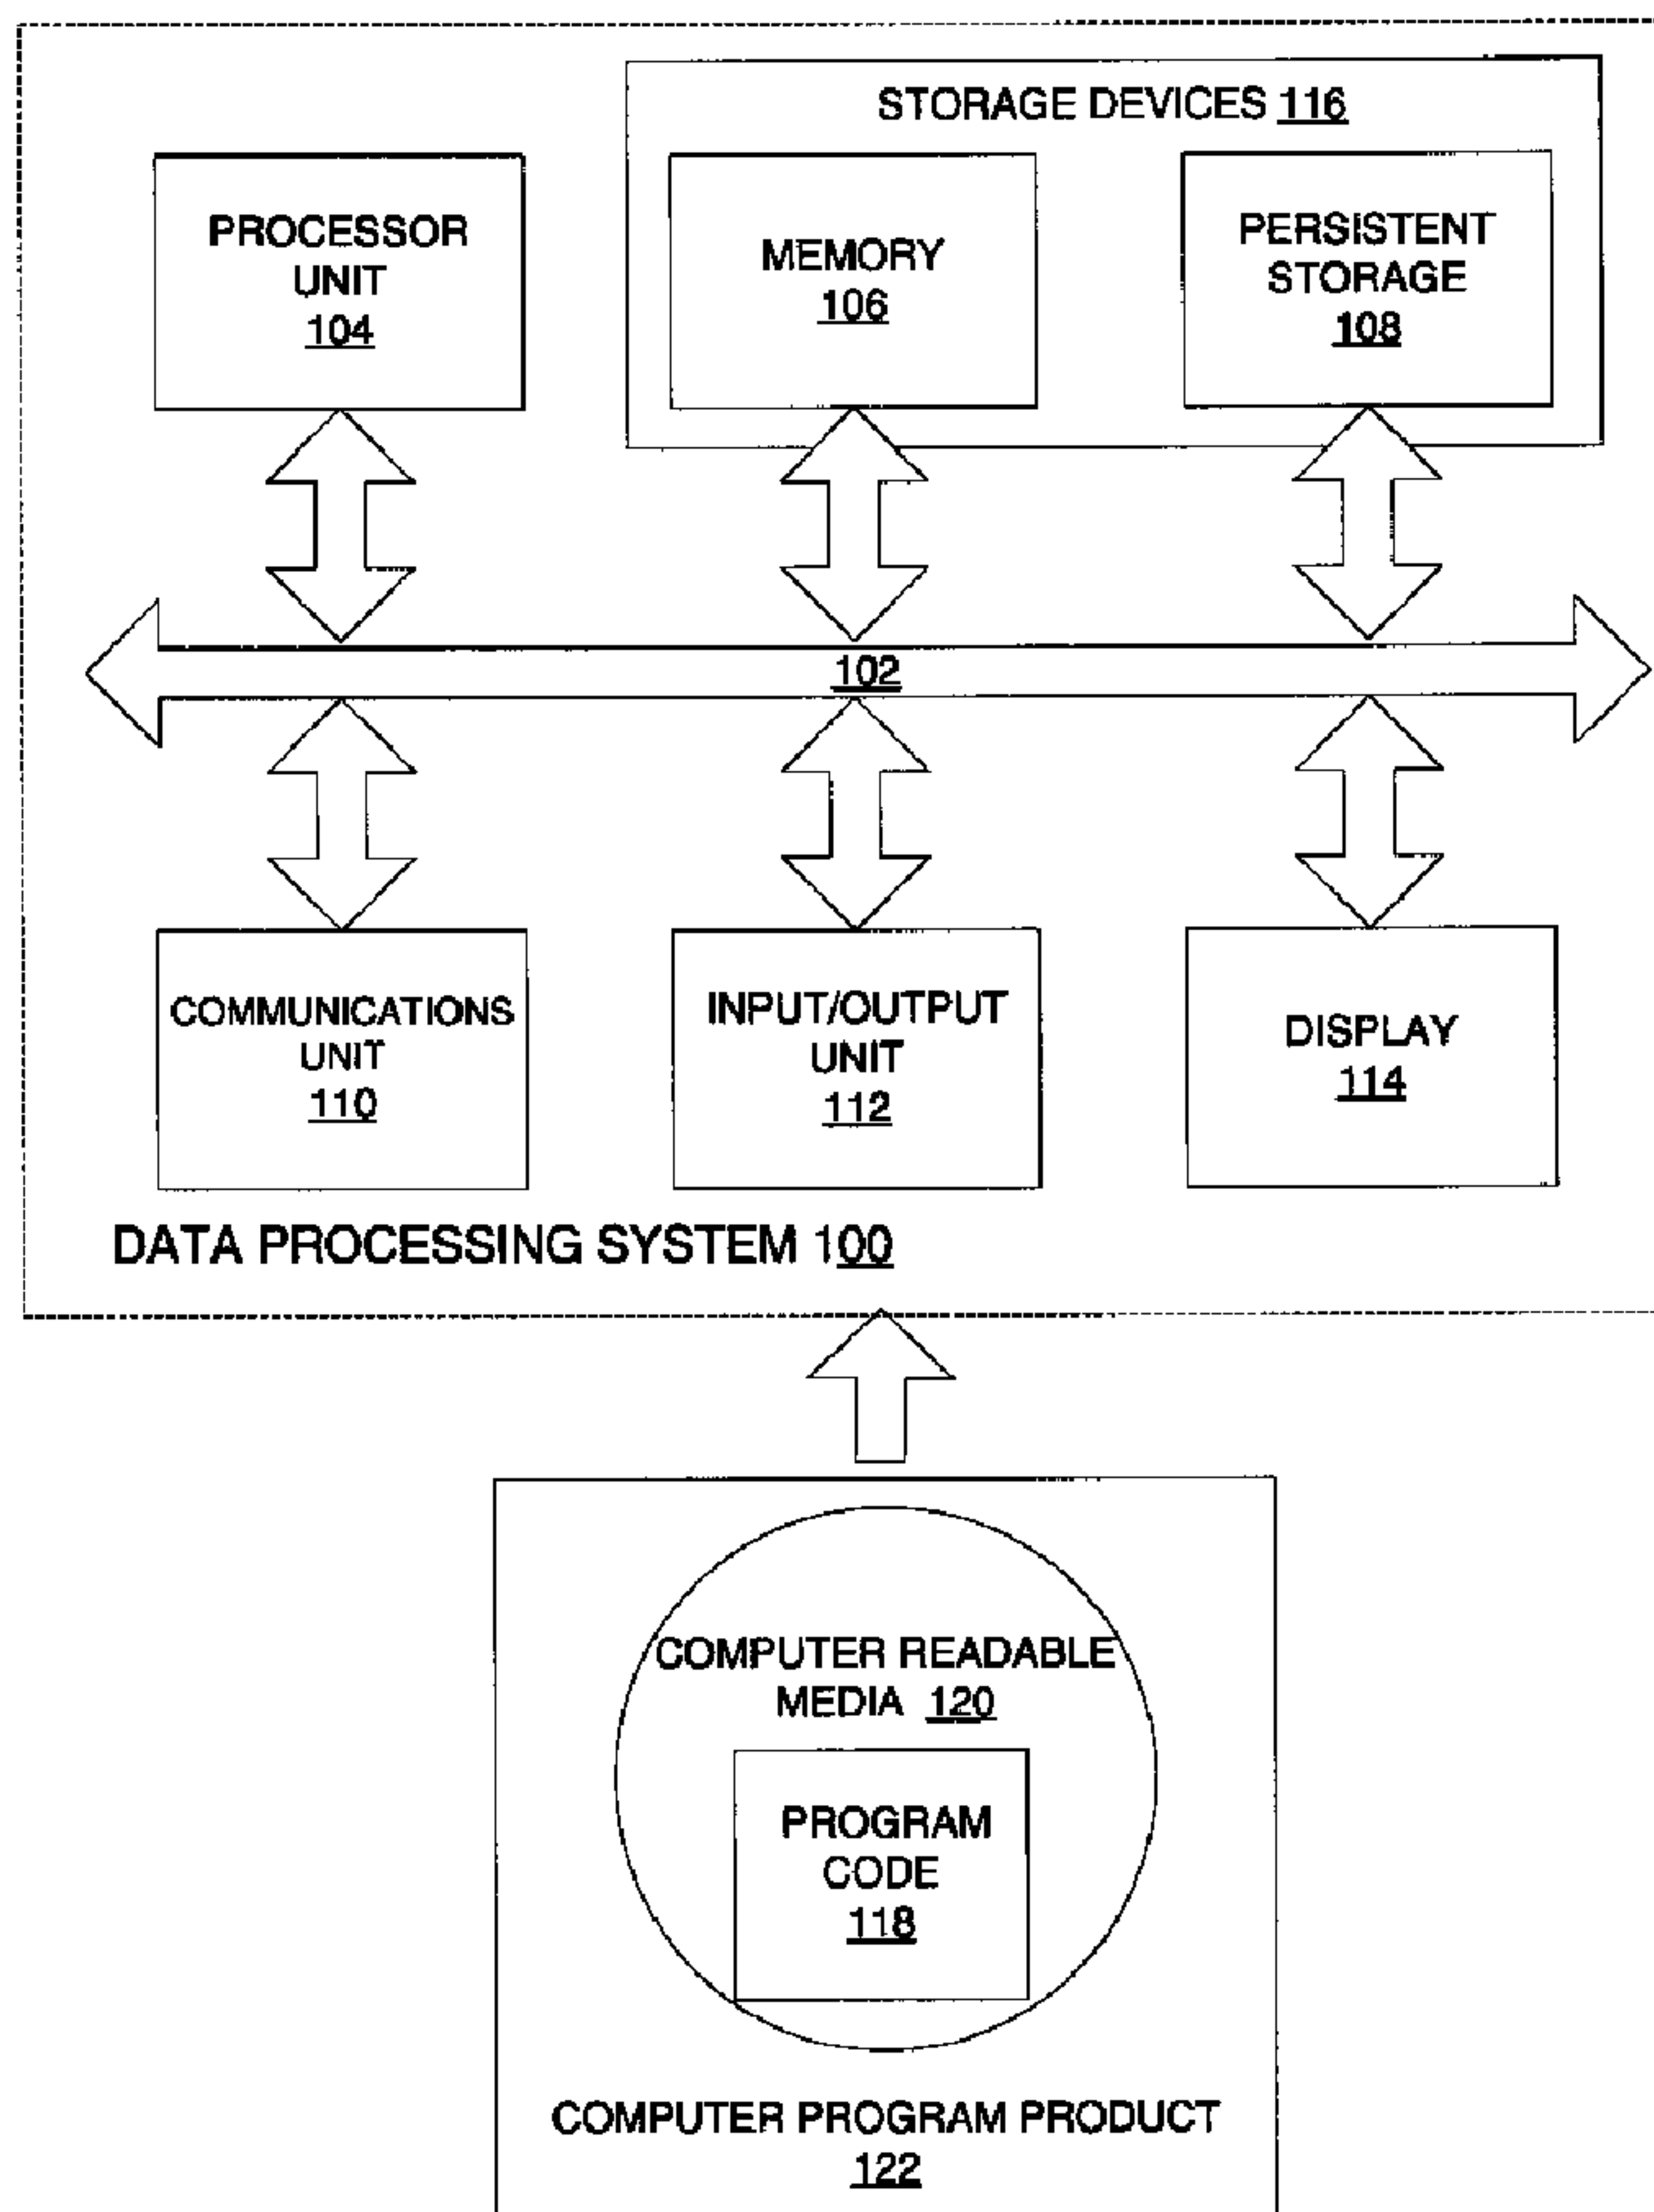 STORAGE DEVICES 116
PROCESSOR
UNIT
104
MEMORY
106
PERSISTENT
STORAGE
108
102
COMMUNICATIONS
UNIT
110
INPUT/OUTPUT
UNIT
112
DISPLAY
114
DATA PROCESSING SYSTEM 100
COMPUTER READABLE
MEDIA 120
PROGRAM
CODE
118
COMPUTER PROGRAM PRODUCT
122